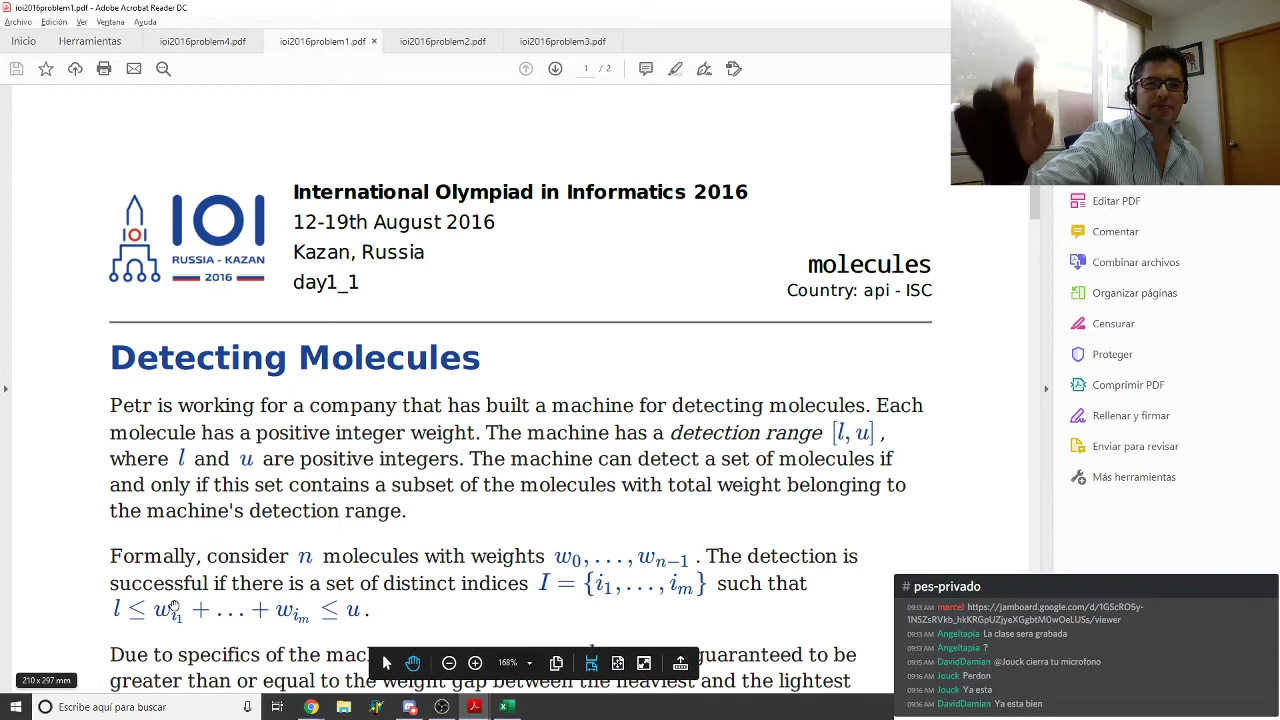 ioi2016problem1.pdf - Adobe Acrobat Reader DC
Archivo Edición Ver Ventana Ayuda
Inicio Herramientas ioi2016problem4.pdf ioi2016problem1.pdf × ioi2016problem2.pdf ioi2016problem3.pdf
1 / 2
IOI
RUSSIA - KAZAN
2016
International Olympiad in Informatics 2016
12-19th August 2016
Kazan, Russia
day1_1
molecules
Country: api - ISC
Detecting Molecules
Petr is working for a company that has built a machine for detecting molecules. Each
molecule has a positive integer weight. The machine has a detection range [l, u] ,
where l and u are positive integers. The machine can detect a set of molecules if
and only if this set contains a subset of the molecules with total weight belonging to
the machine's detection range.
Formally, consider n molecules with weights w₀, . . . , wₙ₋₁ . The detection is
successful if there is a set of distinct indices I = {i₁, . . . , iₘ} such that
l ≤ w_{i₁} + . . . + w_{iₘ} ≤ u .
Due to specifics of the mac guaranteed to be
greater than or equal to the weight gap between the heaviest and the lightest
168%
210 x 297 mm
Editar PDF
Comentar
Combinar archivos
Organizar páginas
Censurar
Proteger
Comprimir PDF
Rellenar y firmar
Enviar para revisar
Más herramientas
# pes-privado
09:13 AM marcel https://jamboard.google.com/d/1GScRO5y-
1NSZsRVkb_hkKRGpUZjyeXGgbtM0wOeLUSs/viewer
09:13 AM Angeltapia La clase sera grabada
09:13 AM Angeltapia ?
09:15 AM DavidDamian @Jouck cierra tu microfono
09:16 AM Jouck Perdon
09:16 AM Jouck Ya esta
09:16 AM DavidDamian Ya esta bien
Escribe aquí para buscar